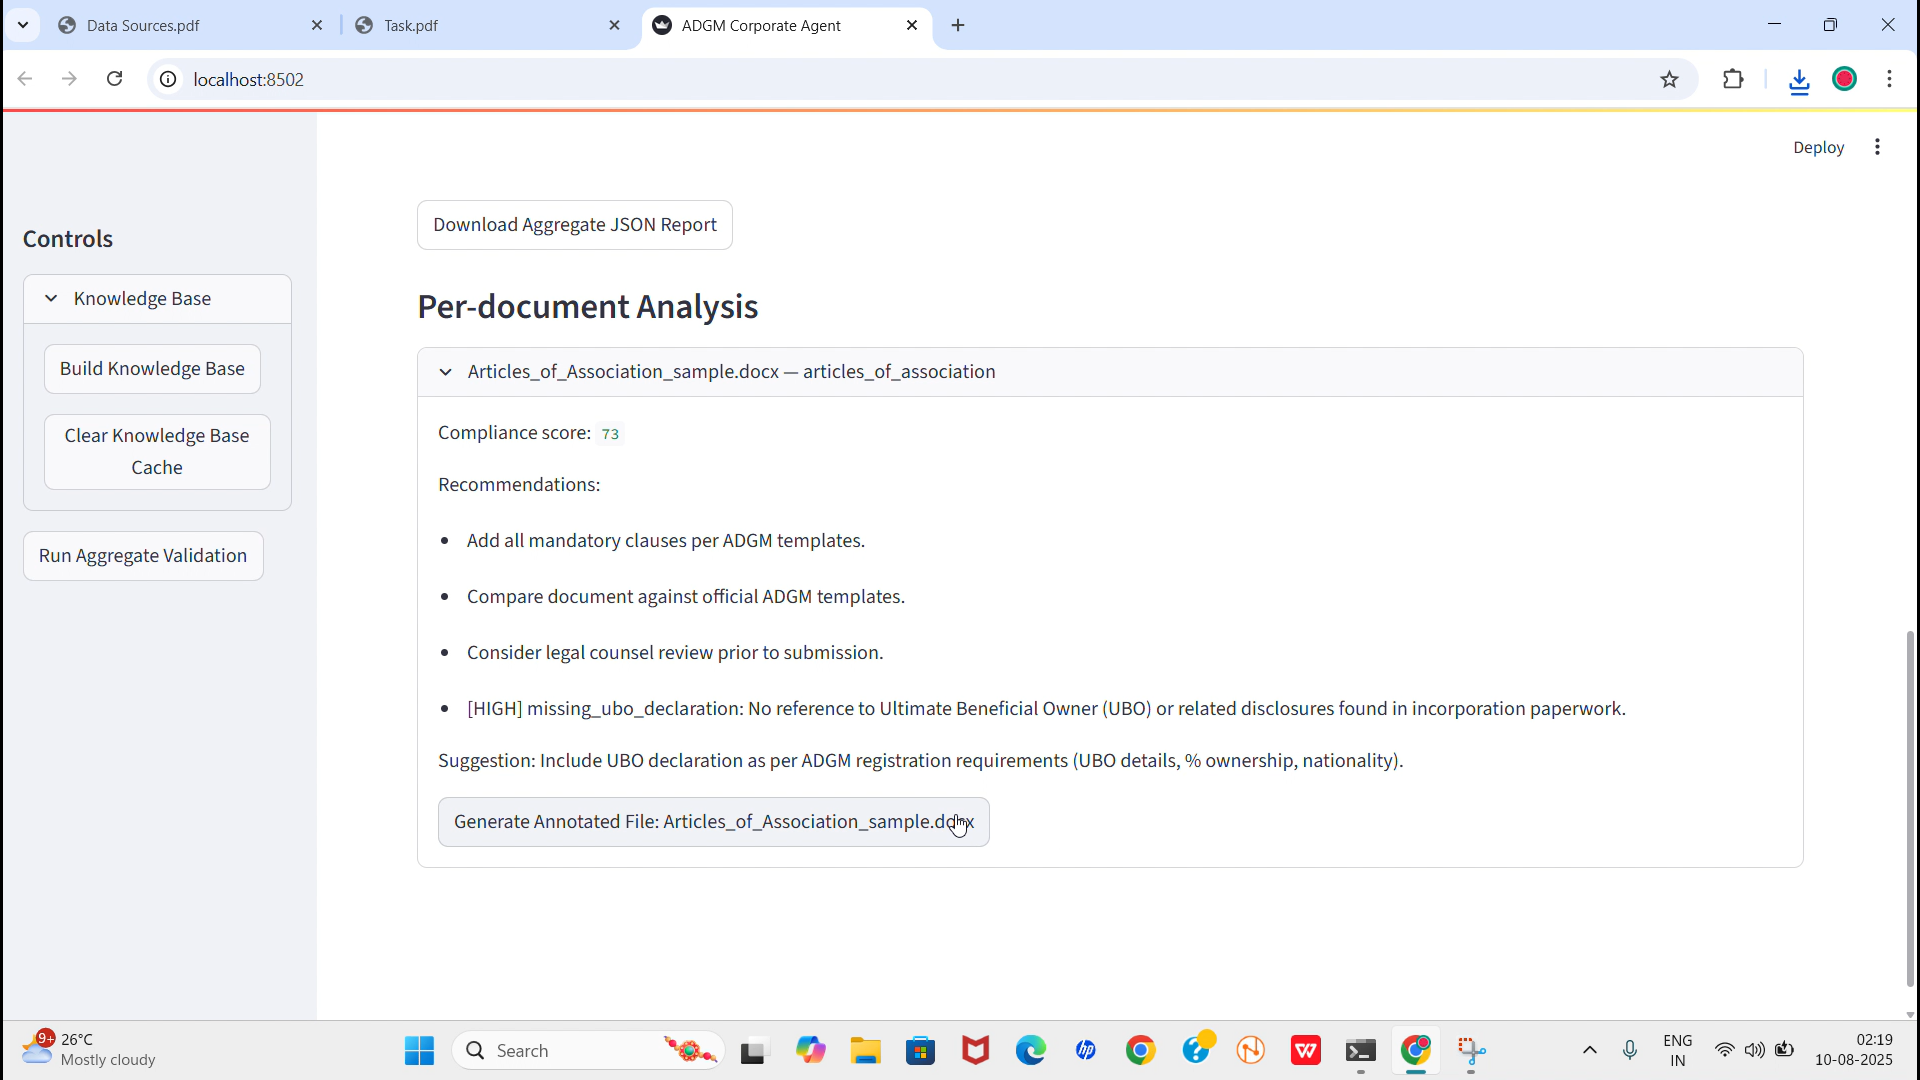 Data Sources.pdf
Task.pdf
ADGM Corporate Agent
localhost:8502
Deploy
Controls
Knowledge Base
Build Knowledge Base
Clear Knowledge Base
Cache
Run Aggregate Validation
Download Aggregate JSON Report
Per-document Analysis
Articles_of_Association_sample.docx — articles_of_association
Compliance score: 73
Recommendations:
• Add all mandatory clauses per ADGM templates.
• Compare document against official ADGM templates.
• Consider legal counsel review prior to submission.
• [HIGH] missing_ubo_declaration: No reference to Ultimate Beneficial Owner (UBO) or related disclosures found in incorporation paperwork.
Suggestion: Include UBO declaration as per ADGM registration requirements (UBO details, % ownership, nationality).
Generate Annotated File: Articles_of_Association_sample.docx
9+
26°C
Mostly cloudy
Search
hp
W
ENG
IN
02:19
10-08-2025